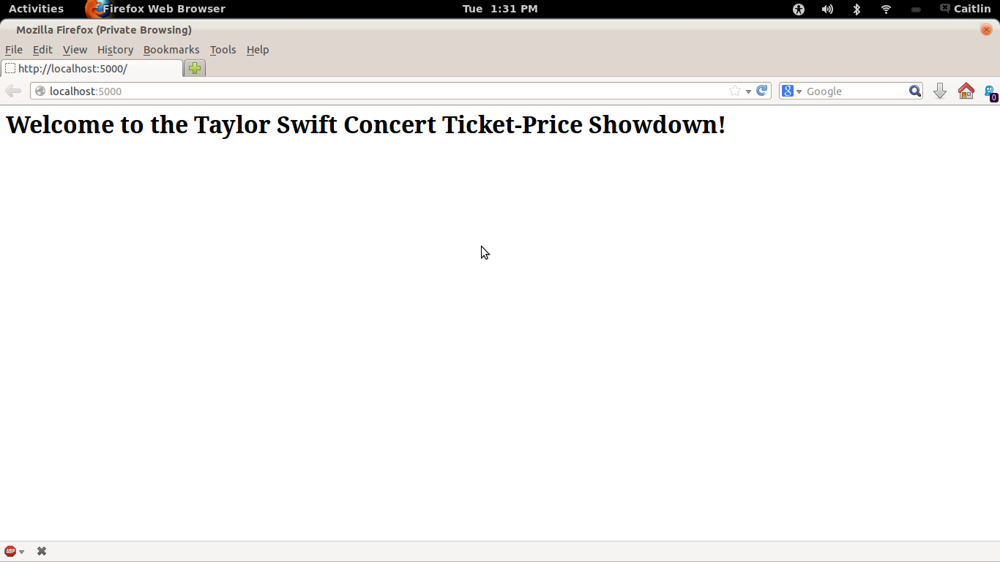 Activities Firefox Web Browser Tue 1:31 PM Caitlin
Mozilla Firefox (Private Browsing)
File Edit View History Bookmarks Tools Help
http://localhost:5000/
localhost:5000 Google
0
Welcome to the Taylor Swift Concert Ticket-Price Showdown!
ABP